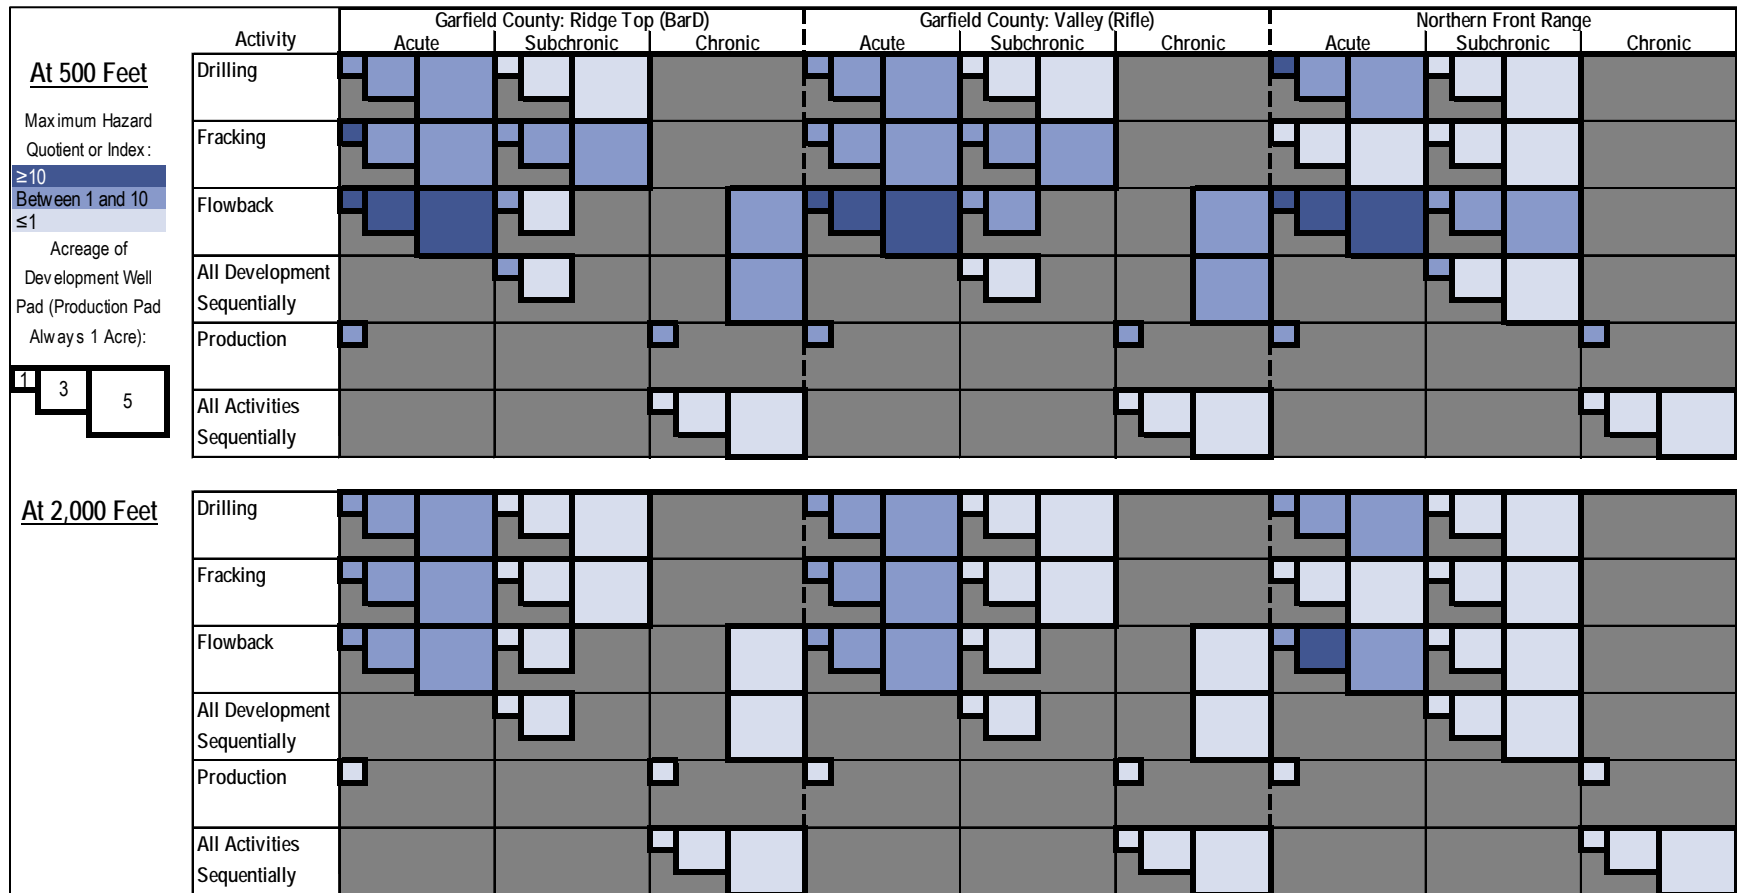 Garfield County: Ridge Top (BarD) Garfield County: Valley (Rifle) Northern Front Range
Activity Acute Subchronic Chronic Acute Subchronic Chronic Acute Subchronic Chronic
At 500 Feet
Maximum Hazard
Quotient or Index:
≥10
Between 1 and 10
≤1
Acreage of
Development Well
Pad (Production Pad
Always 1 Acre):
1 3 5
Drilling
Fracking
Flowback
All Development
Sequentially
Production
All Activities
Sequentially
At 2,000 Feet
Drilling
Fracking
Flowback
All Development
Sequentially
Production
All Activities
Sequentially